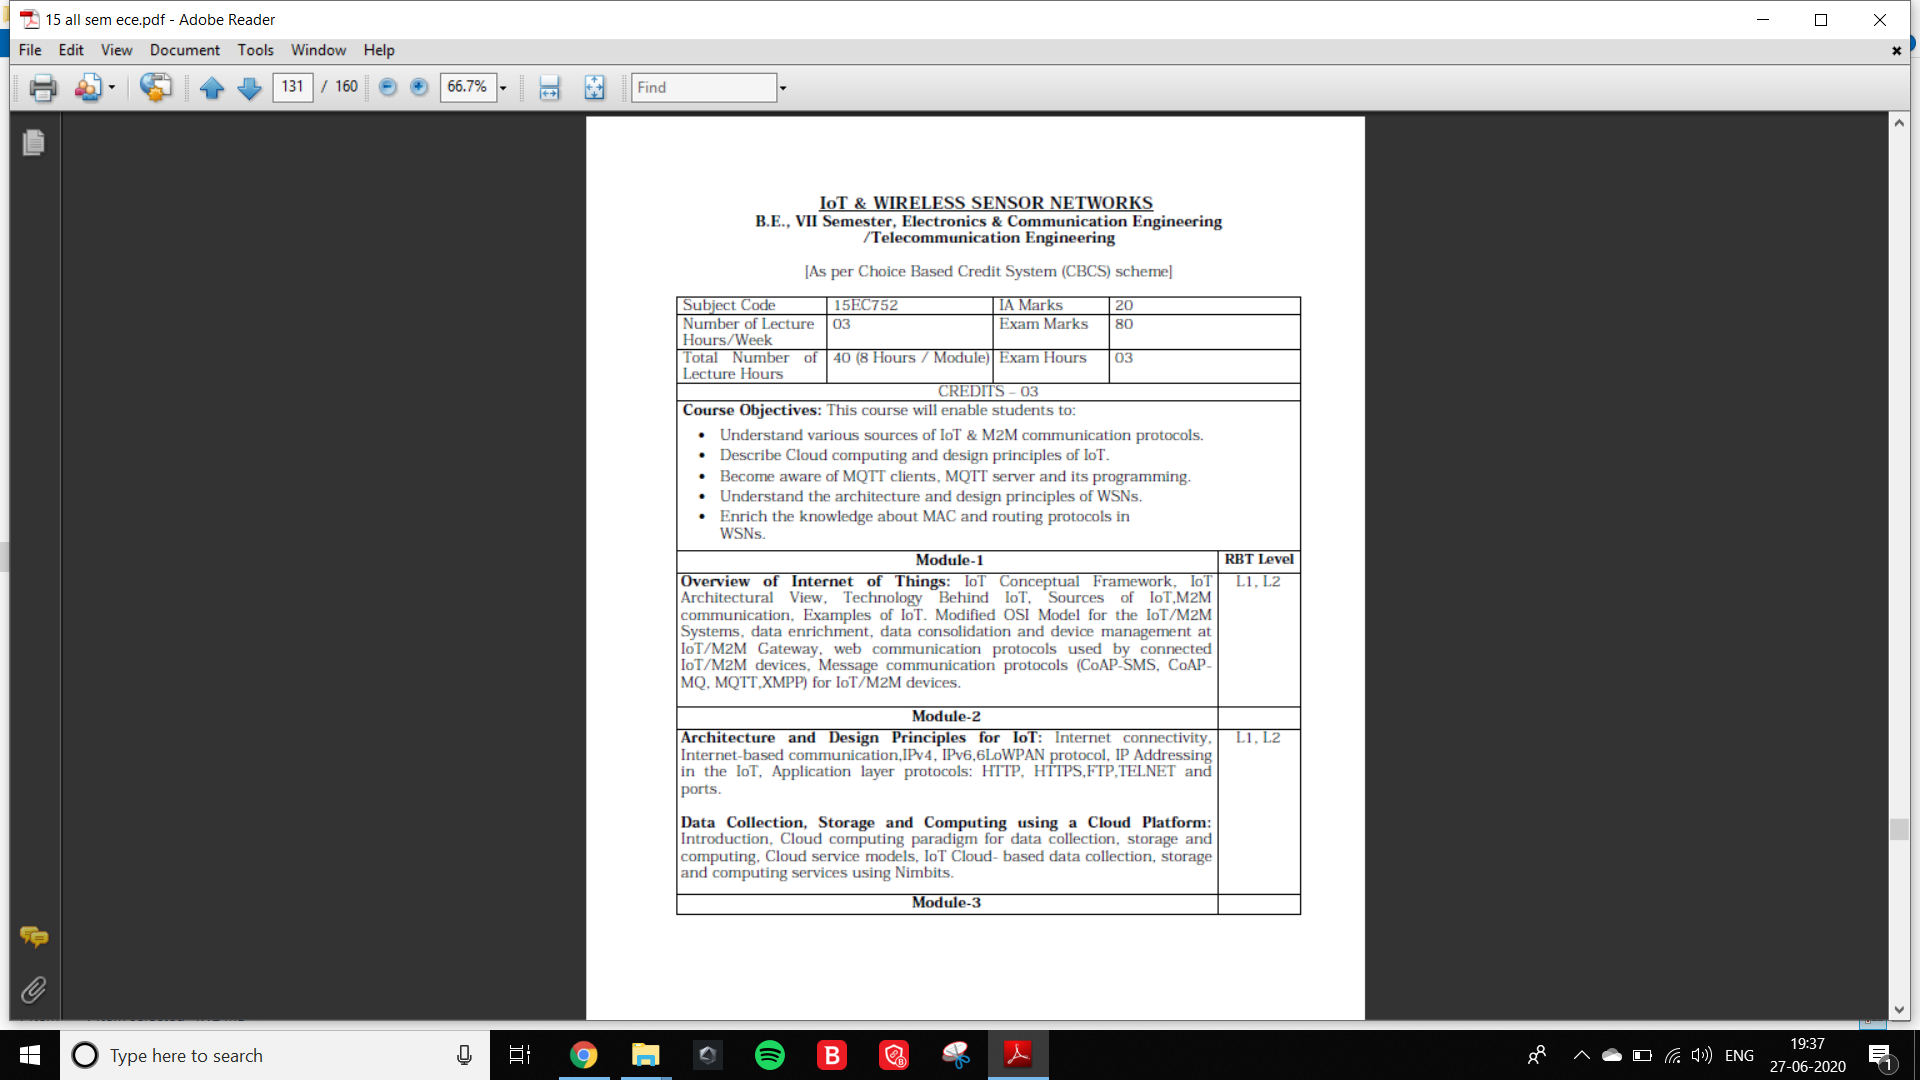 15 all sem ece.pdf - Adobe Reader
File Edit View Document Tools Window Help
131 / 160 66.7% Find
IoT & WIRELESS SENSOR NETWORKS
B.E., VII Semester, Electronics & Communication Engineering
/Telecommunication Engineering
[As per Choice Based Credit System (CBCS) scheme]
Subject Code 15EC752 IA Marks 20
Number of Lecture Hours/Week 03 Exam Marks 80
Total Number of Lecture Hours 40 (8 Hours / Module) Exam Hours 03
CREDITS – 03
Course Objectives: This course will enable students to:
• Understand various sources of IoT & M2M communication protocols.
• Describe Cloud computing and design principles of IoT.
• Become aware of MQTT clients, MQTT server and its programming.
• Understand the architecture and design principles of WSNs.
• Enrich the knowledge about MAC and routing protocols in
WSNs.
Module-1 RBT Level
Overview of Internet of Things: IoT Conceptual Framework, IoT L1, L2
Architectural View, Technology Behind IoT, Sources of IoT,M2M
communication, Examples of IoT. Modified OSI Model for the IoT/M2M
Systems, data enrichment, data consolidation and device management at
IoT/M2M Gateway, web communication protocols used by connected
IoT/M2M devices, Message communication protocols (CoAP-SMS, CoAP-
MQ, MQTT,XMPP) for IoT/M2M devices.
Module-2
Architecture and Design Principles for IoT: Internet connectivity, L1, L2
Internet-based communication,IPv4, IPv6,6LoWPAN protocol, IP Addressing
in the IoT, Application layer protocols: HTTP, HTTPS,FTP,TELNET and
ports.
Data Collection, Storage and Computing using a Cloud Platform:
Introduction, Cloud computing paradigm for data collection, storage and
computing, Cloud service models, IoT Cloud- based data collection, storage
and computing services using Nimbits.
Module-3
Type here to search
B
B
ENG
19:37
27-06-2020
1